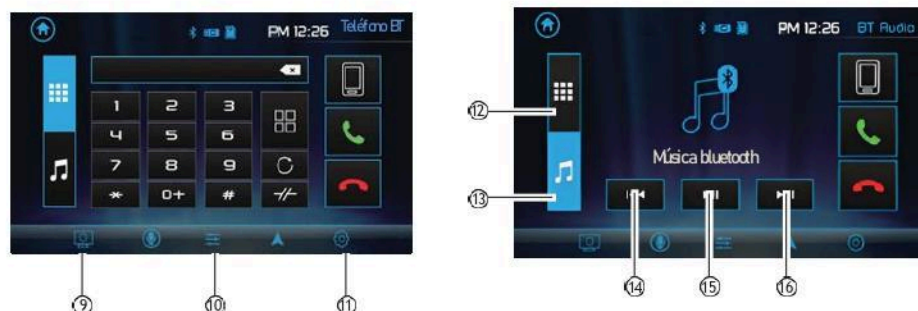 PM 12:26 Teléfono BT
1 2 3
4 5 6
7 8 9
* 0+ #
9 10 11
PM 12:26 BT Audio
12
Música bluetooth
13
14 15 16